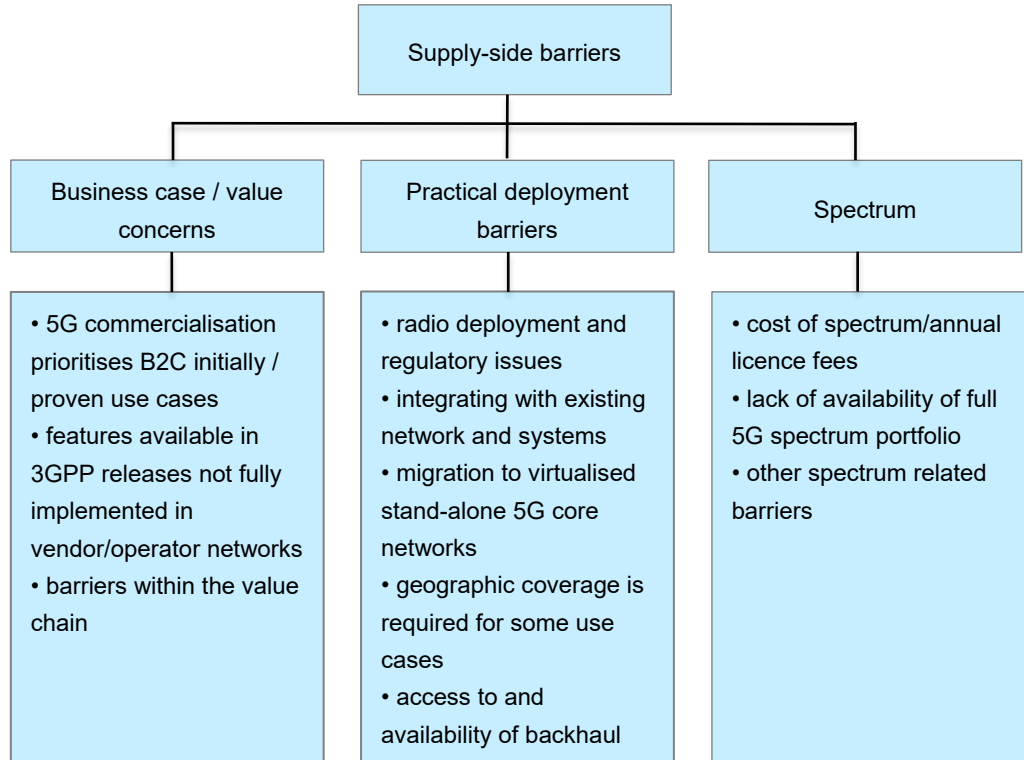 Supply-side barriers
Business case / value
concerns
• 5G commercialisation
prioritises B2C initially /
proven use cases
• features available in
3GPP releases not fully
implemented in
vendor/operator networks
• barriers within the value
chain
Practical deployment
barriers
• radio deployment and
regulatory issues
• integrating with existing
network and systems
• migration to virtualised
stand-alone 5G core
networks
• geographic coverage is
required for some use
cases
• access to and
availability of backhaul
Spectrum
• cost of spectrum/annual
licence fees
• lack of availability of full
5G spectrum portfolio
• other spectrum related
barriers